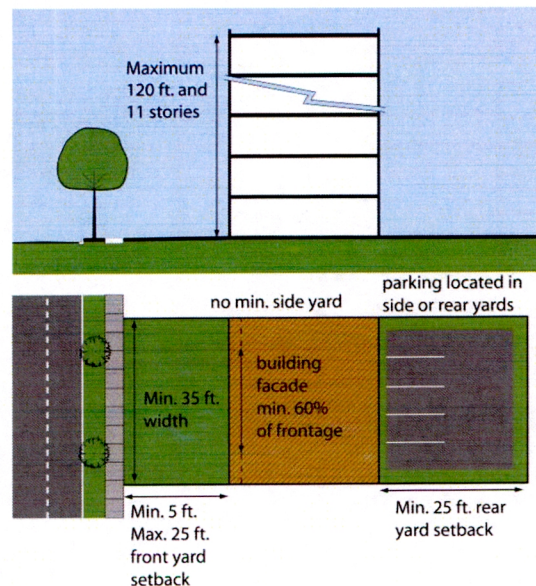 Maximum
120 ft. and
11 stories
no min. side yard
parking located in
side or rear yards
Min. 35 ft.
width
building
facade
min. 60%
of frontage
Min. 5 ft.
Max. 25 ft.
front yard
setback
Min. 25 ft. rear
yard setback